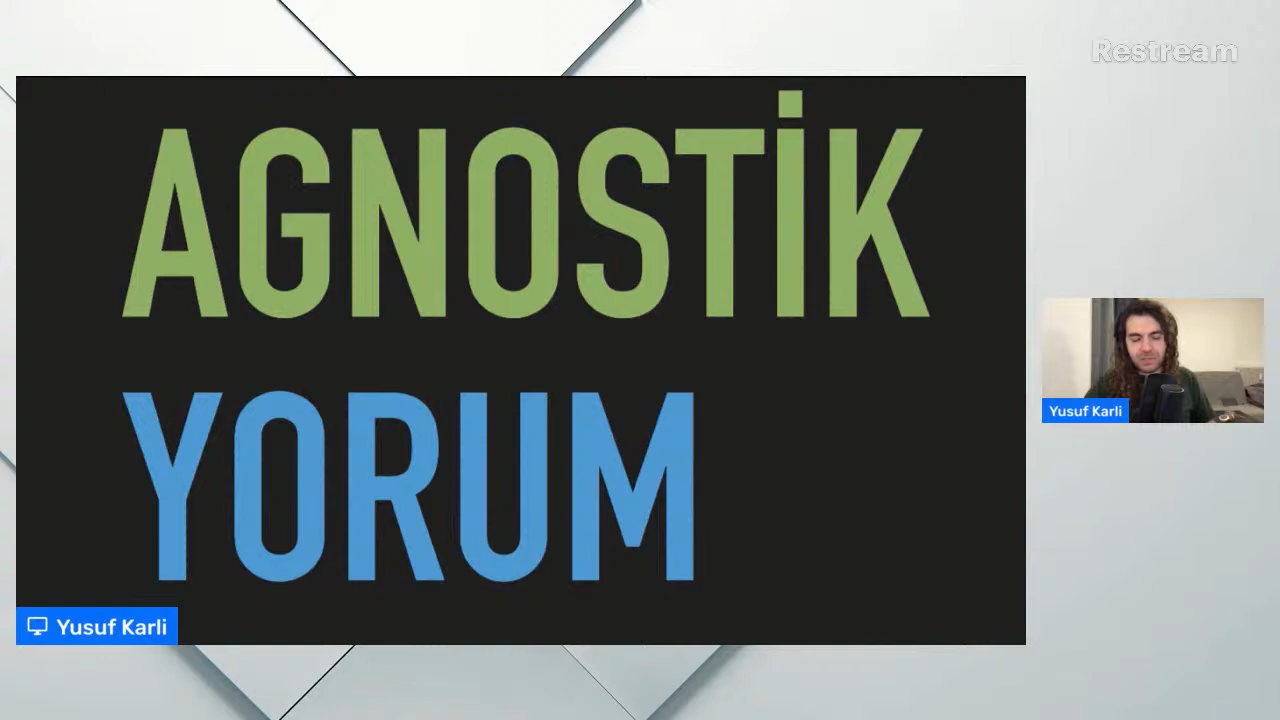 Restream
AGNOSTİK
YORUM
Yusuf Karli
Yusuf Karli